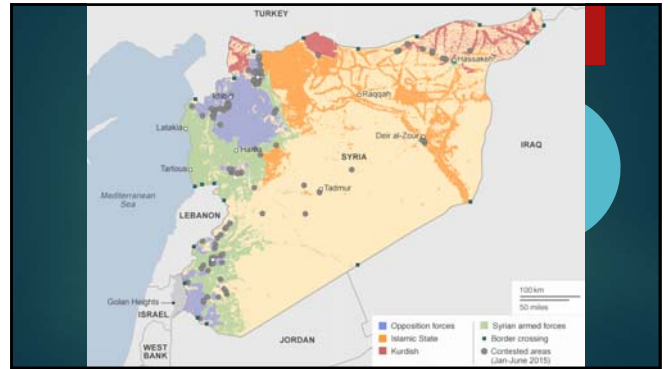 TURKEY
Hassakeh
Idlib
Raqqah
Latakia
Deir al-Zour
Hama
IRAQ
SYRIA
Tartous
Tadmur
Mediterranean
Sea
LEBANON
Golan Heights
ISRAEL
WEST
BANK
JORDAN
100 km
50 miles
Opposition forces
Islamic State
Kurdish
Syrian armed forces
Border crossing
Contested areas
(Jan-June 2015)